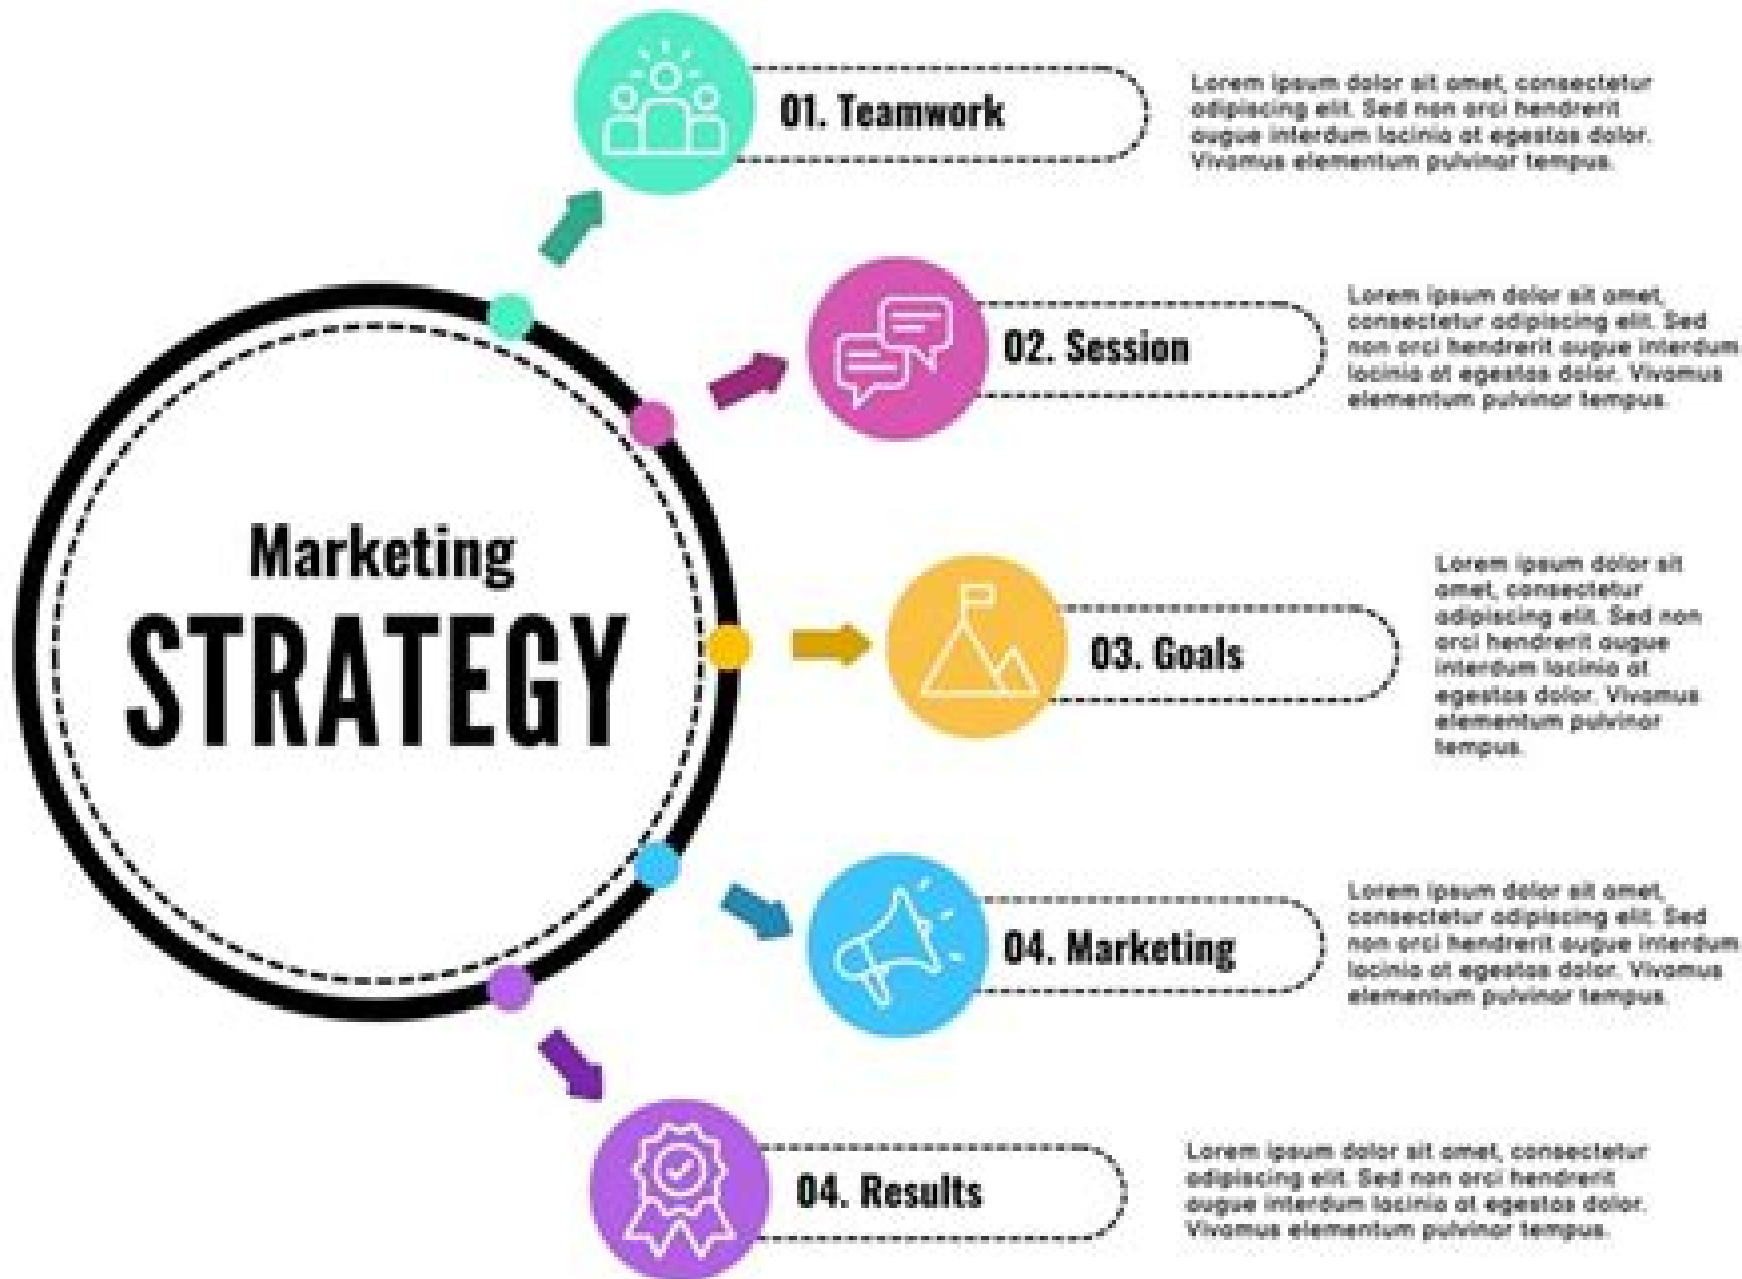 01. Teamwork
Lorem ipsum dolor sit amet, consectetur
adipiscing elit. Sed non orci hendrerit
augue interdum lacinia at egestas dolor.
Vivamus elementum pulvinar tempus.
02. Session
Lorem ipsum dolor sit amet,
consectetur adipiscing elit. Sed
non orci hendrerit augue interdum
lacinia at egestas dolor. Vivamus
elementum pulvinar tempus.
Marketing
STRATEGY
03. Goals
Lorem ipsum dolor sit
amet, consectetur
adipiscing elit. Sed non
orci hendrerit augue
interdum lacinia at
egestas dolor. Vivamus
elementum pulvinar
tempus.
04. Marketing
Lorem ipsum dolor sit amet,
consectetur adipiscing elit. Sed
non orci hendrerit augue interdum
lacinia at egestas dolor. Vivamus
elementum pulvinar tempus.
04. Results
Lorem ipsum dolor sit amet, consectetur
adipiscing elit. Sed non orci hendrerit
augue interdum lacinia at egestas dolor.
Vivamus elementum pulvinar tempus.